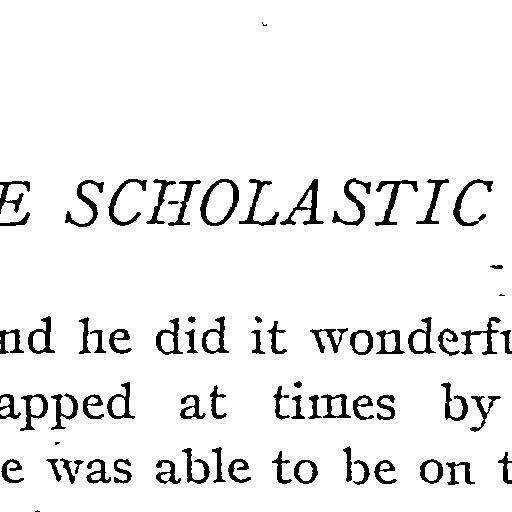 E SCHOLASTIC
nd he did it wonderfu
apped at times by
e was able to be on t